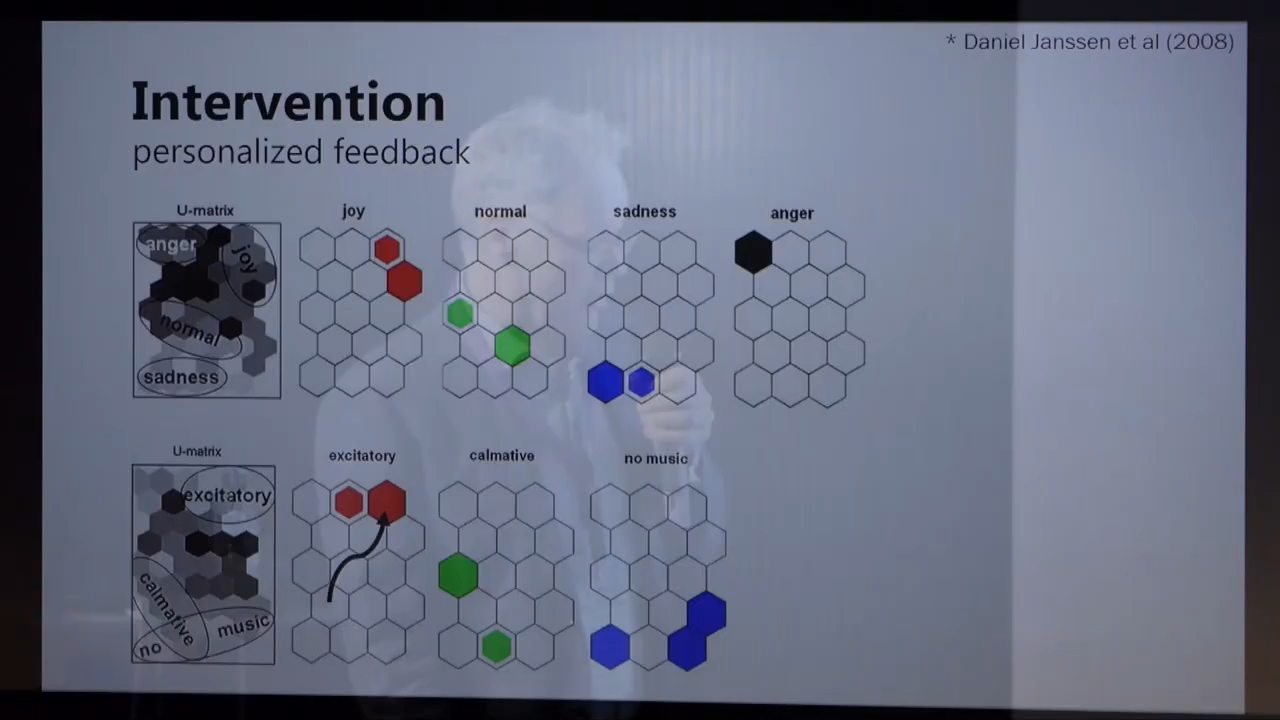 * Daniel Janssen et al (2008)
Intervention
personalized feedback
U-matrix
joy
normal
sadness
anger
anger
joy
normal
sadness
U-matrix
excitatory
calmative
no music
excitatory
calmative
no music